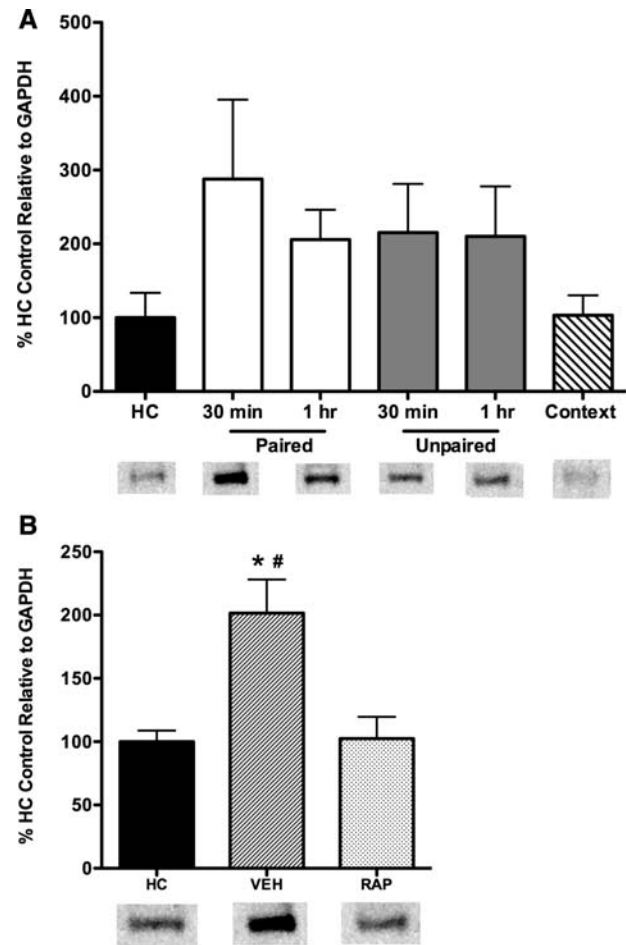 A
% HC Control Relative to GAPDH
500
400
300
200
100
0
HC 30 min 1 hr 30 min 1 hr Context
Paired Unpaired
B
% HC Control Relative to GAPDH
250
200
150
100
50
0
* #
HC VEH RAP